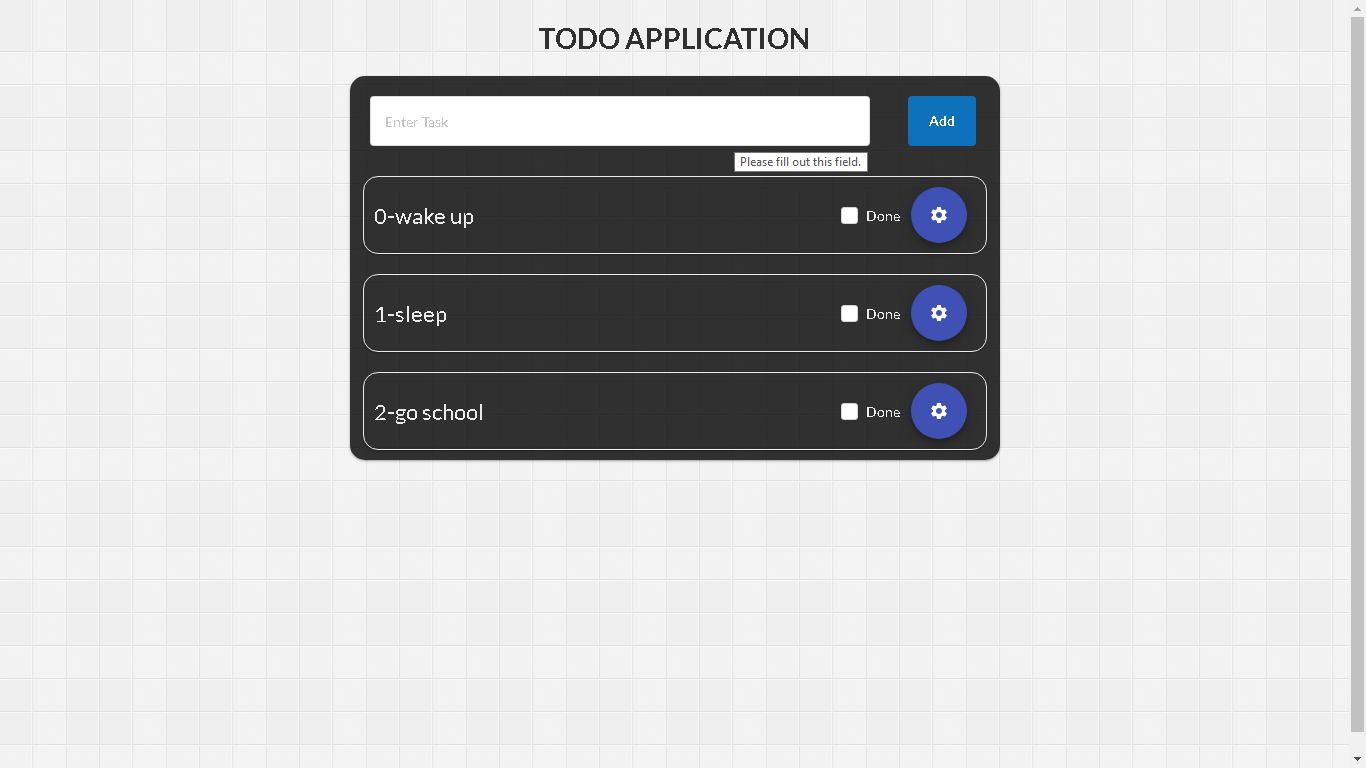 TODO APPLICATION
Enter Task
Add
Please fill out this field.
0-wake up
Done
1-sleep
Done
2-go school
Done